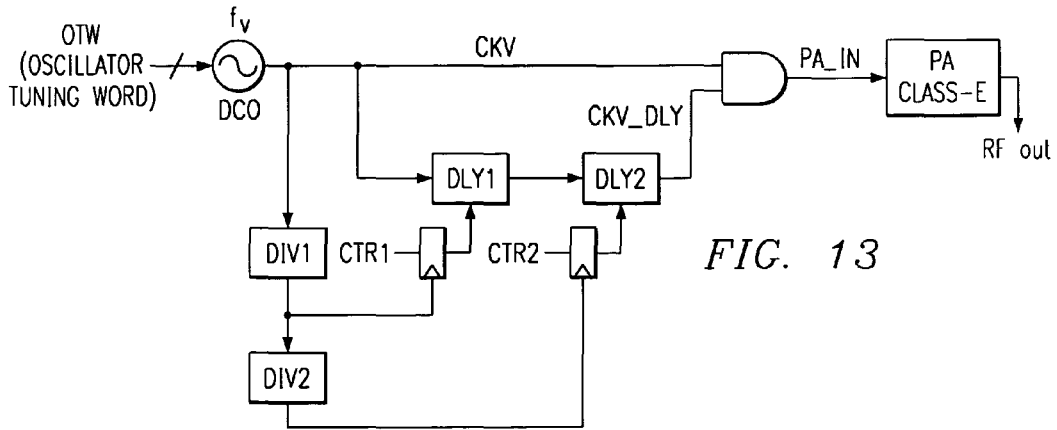 f_v
OTW
(OSCILLATOR
TUNING WORD)
DCO
CKV
PA_IN
PA
CLASS-E
CKV_DLY
RF out
DLY1
DLY2
DIV1
CTR1
CTR2
FIG. 13
DIV2